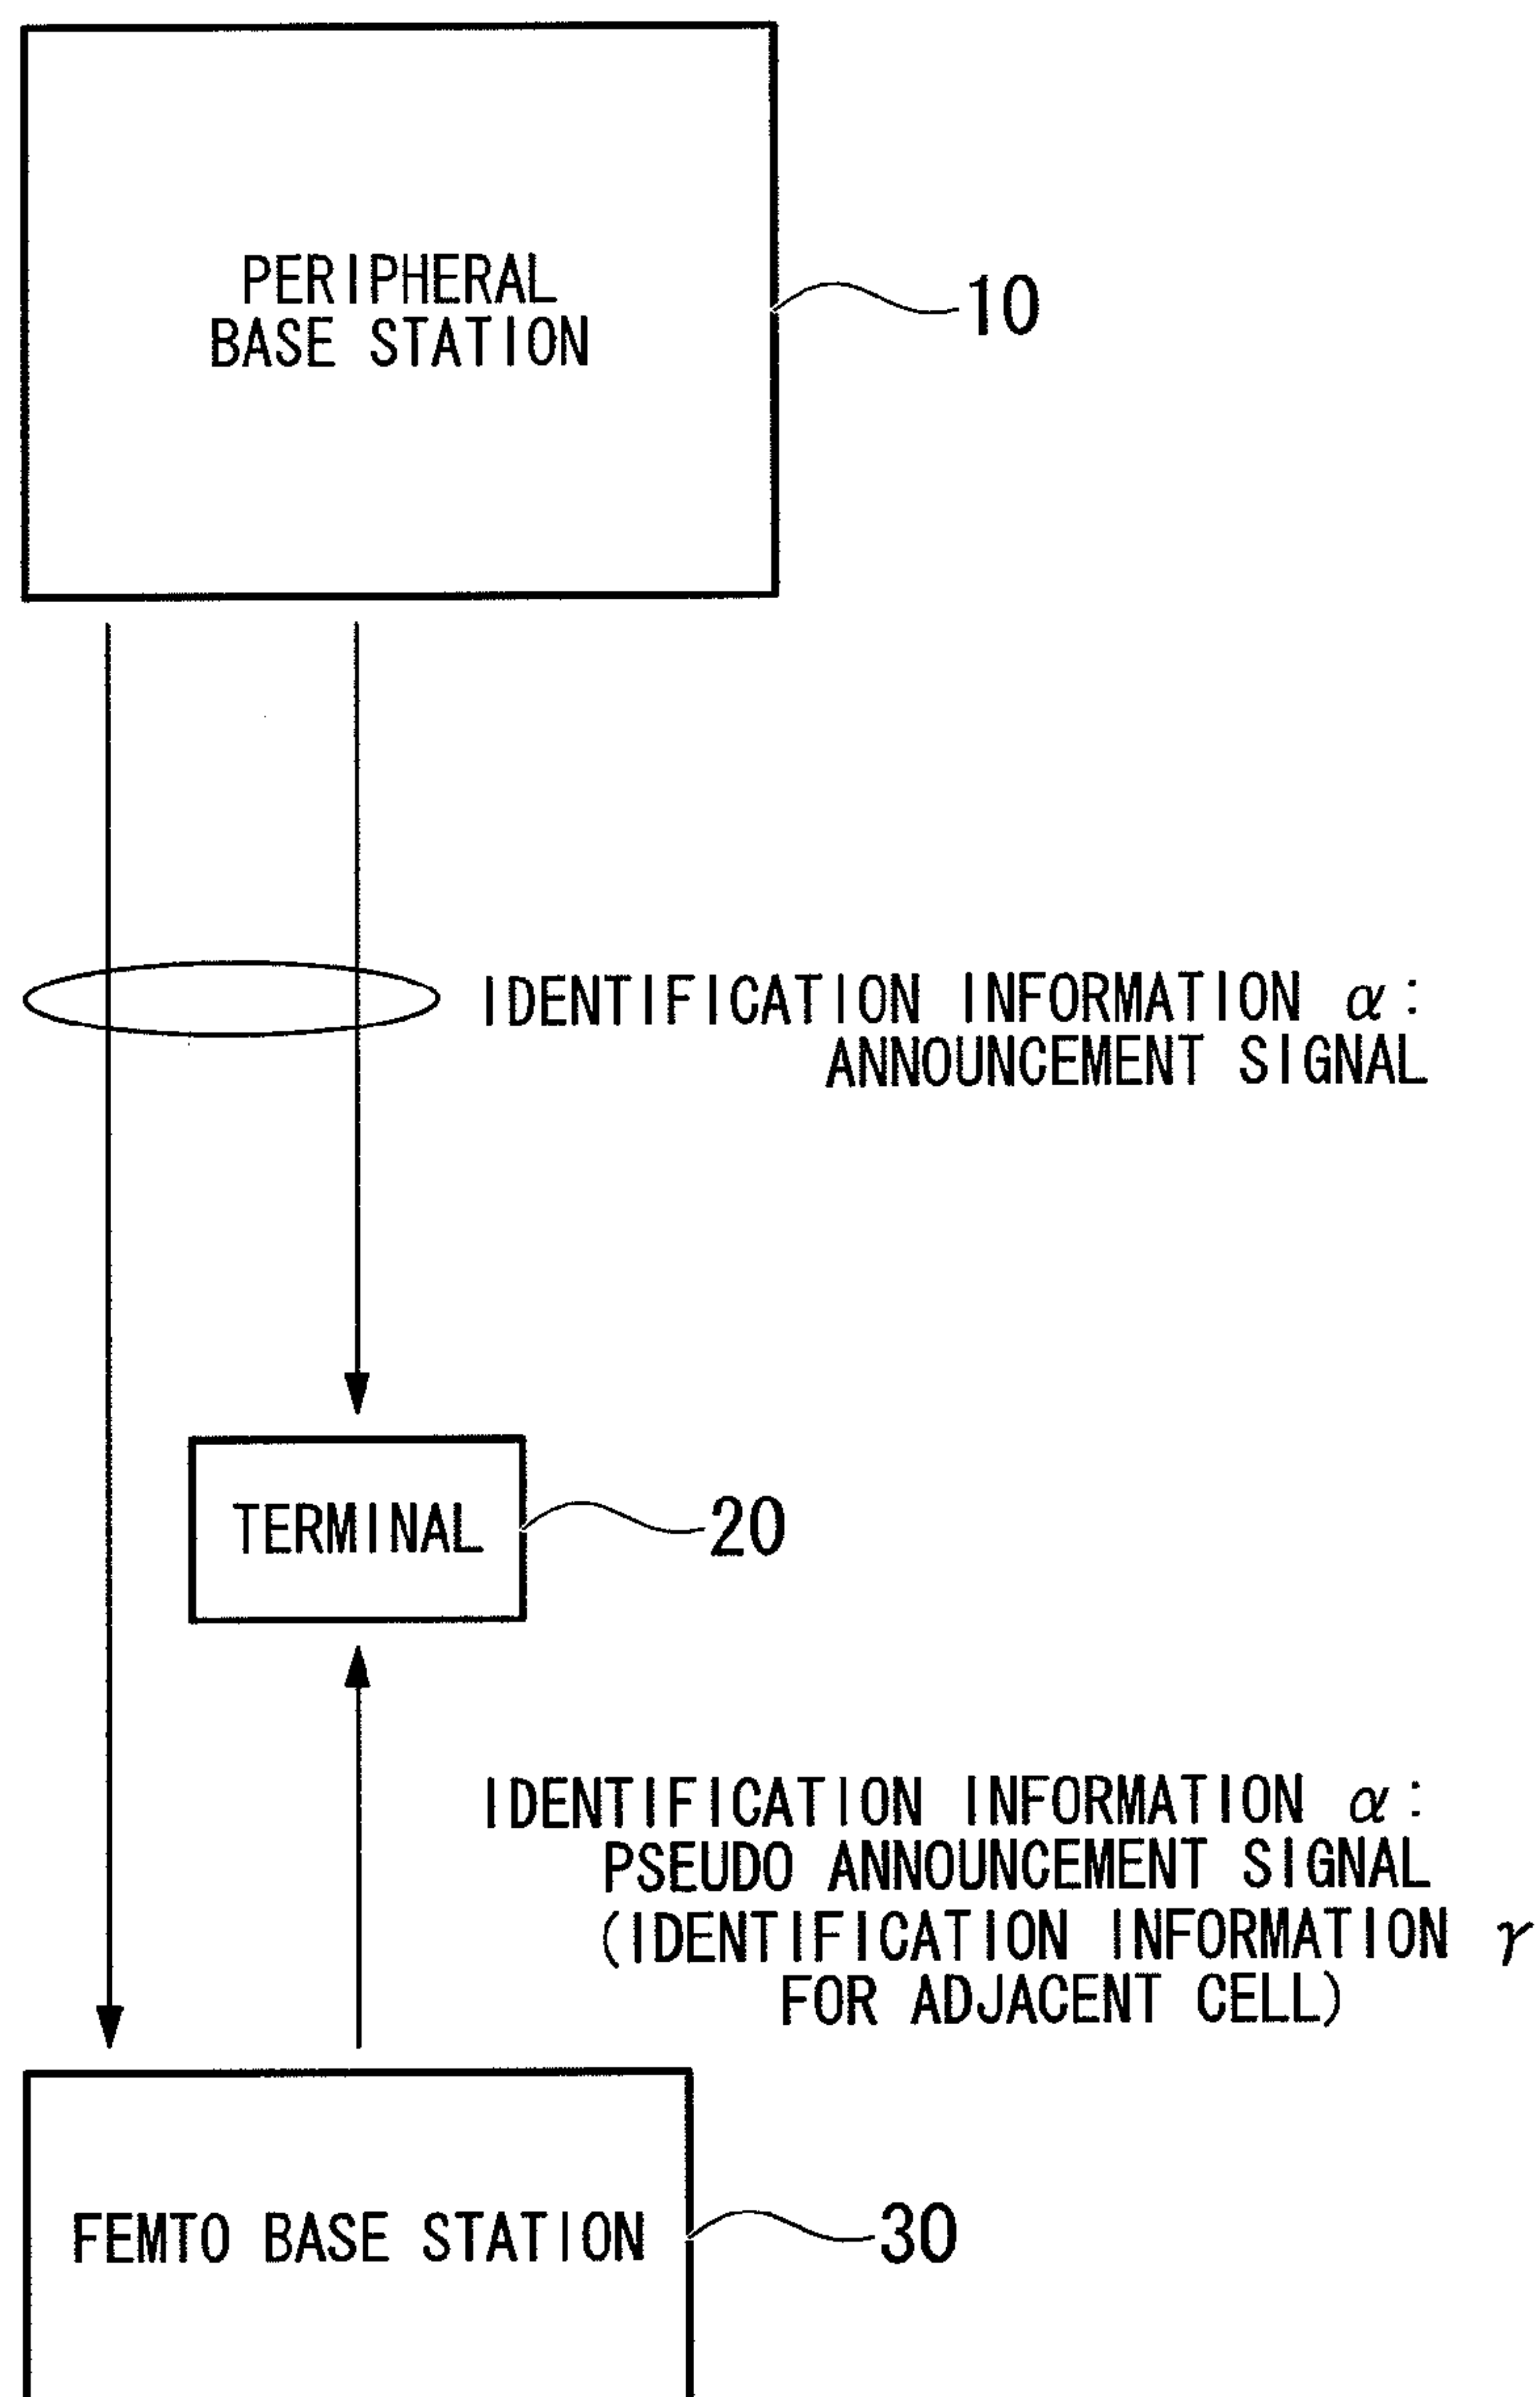 PERIPHERAL
BASE STATION
10
IDENTIFICATION INFORMATION α:
ANNOUNCEMENT SIGNAL
TERMINAL
20
IDENTIFICATION INFORMATION α:
PSEUDO ANNOUNCEMENT SIGNAL
(IDENTIFICATION INFORMATION γ
FOR ADJACENT CELL)
FEMTO BASE STATION
30